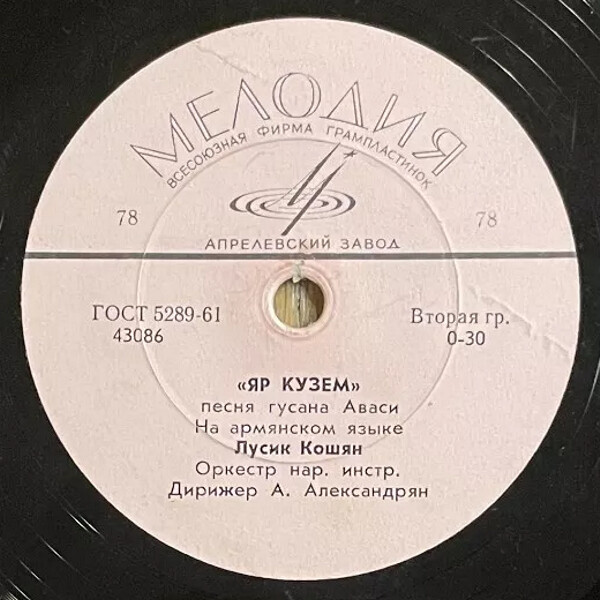 МЕЛОДИЯ
ВСЕСОЮЗНАЯ ФИРМА ГРАМПЛАСТИНОК
78 78
АПРЕЛЕВСКИЙ ЗАВОД
ГОСТ 5289-61 Вторая гр.
43086 0-30
«ЯР КУЗЕМ»
песня гусана Аваси
На армянском языке
Лусик Кошян
Оркестр нар. инстр.
Дирижер А. Александрян